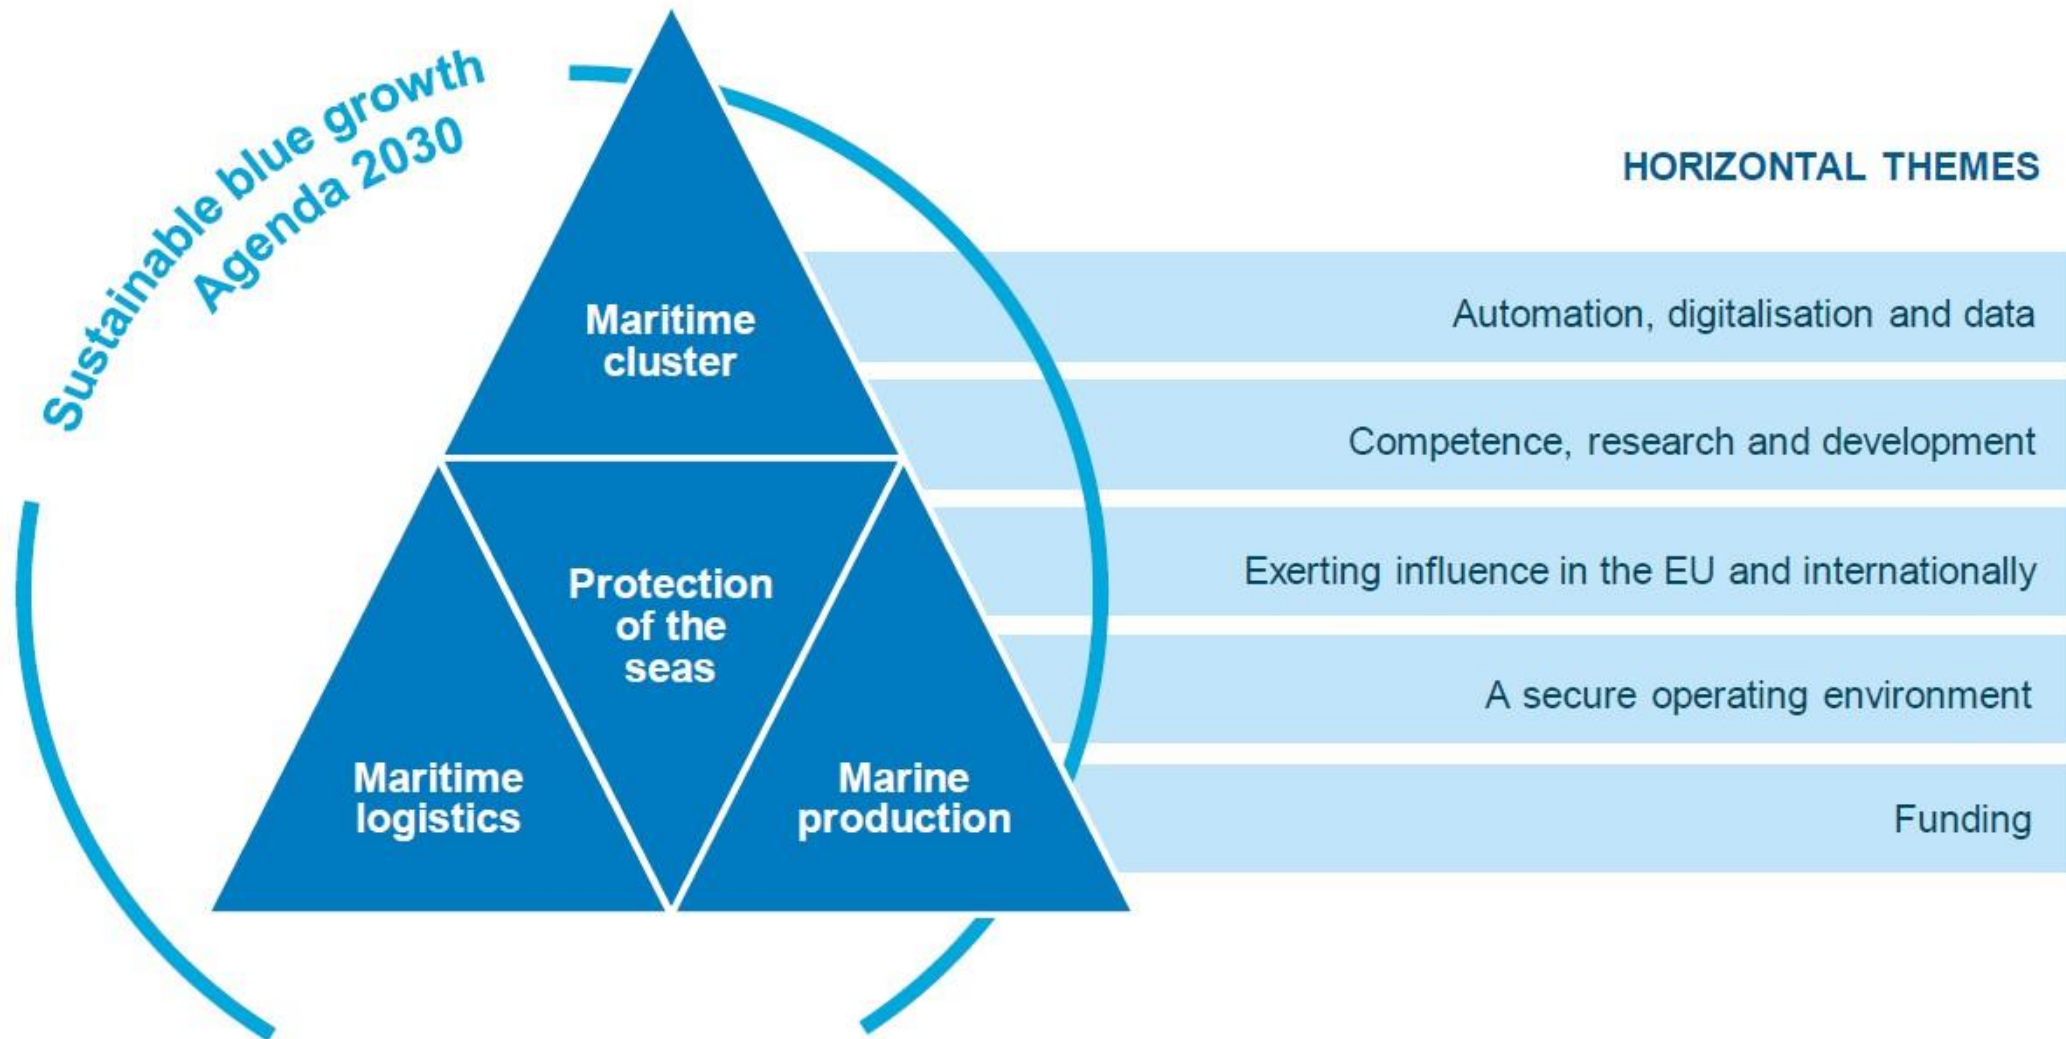 Sustainable blue growth
Agenda 2030
Maritime
cluster
Protection
of the
seas
Maritime
logistics
Marine
production
HORIZONTAL THEMES
Automation, digitalisation and data
Competence, research and development
Exerting influence in the EU and internationally
A secure operating environment
Funding